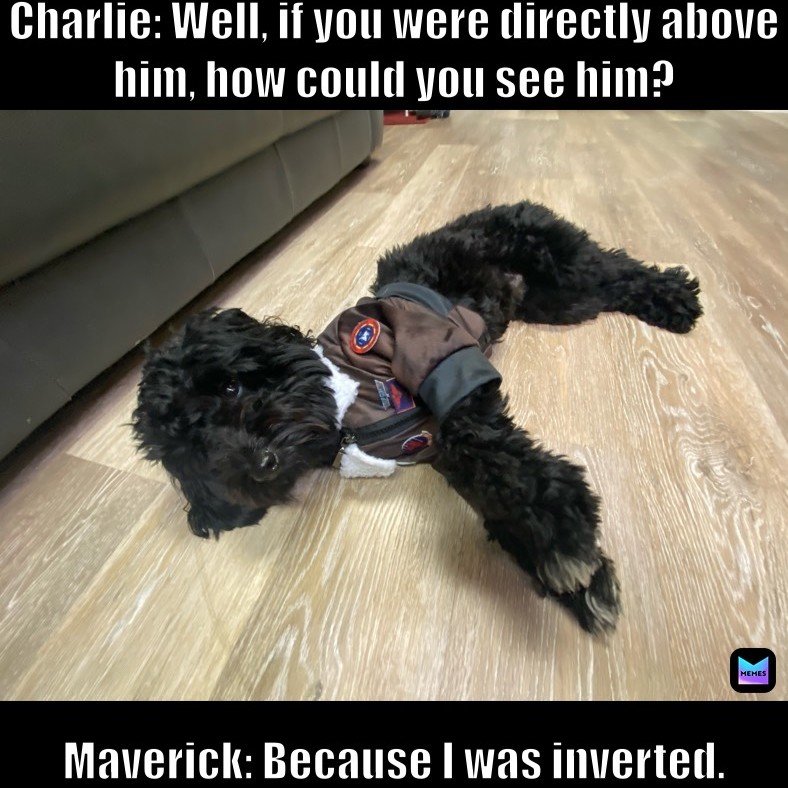 Charlie: Well, if you were directly above
him, how could you see him?
MEMES
Maverick: Because I was inverted.